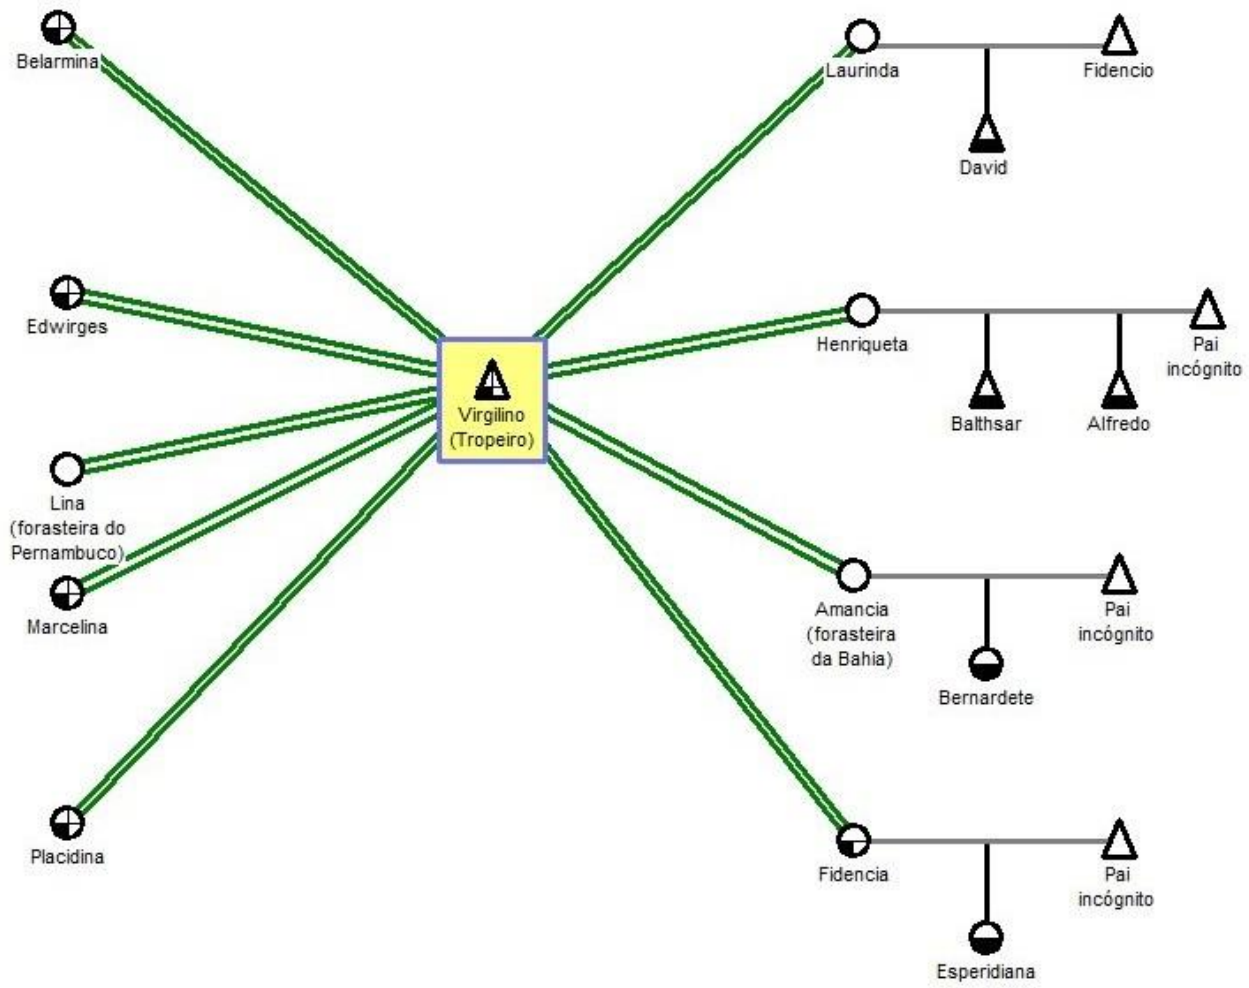 Belarmina
Laurinda
Fidencio
David
Edwirges
Henriqueta
Pai
incógnito
Balthsar
Alfredo
Virgilino
(Tropeiro)
Lina
(forasteira do
Pernambuco)
Marcelina
Amancia
(forasteira
da Bahia)
Pai
incógnito
Bernardete
Placidina
Fidencia
Pai
incógnito
Esperidiana